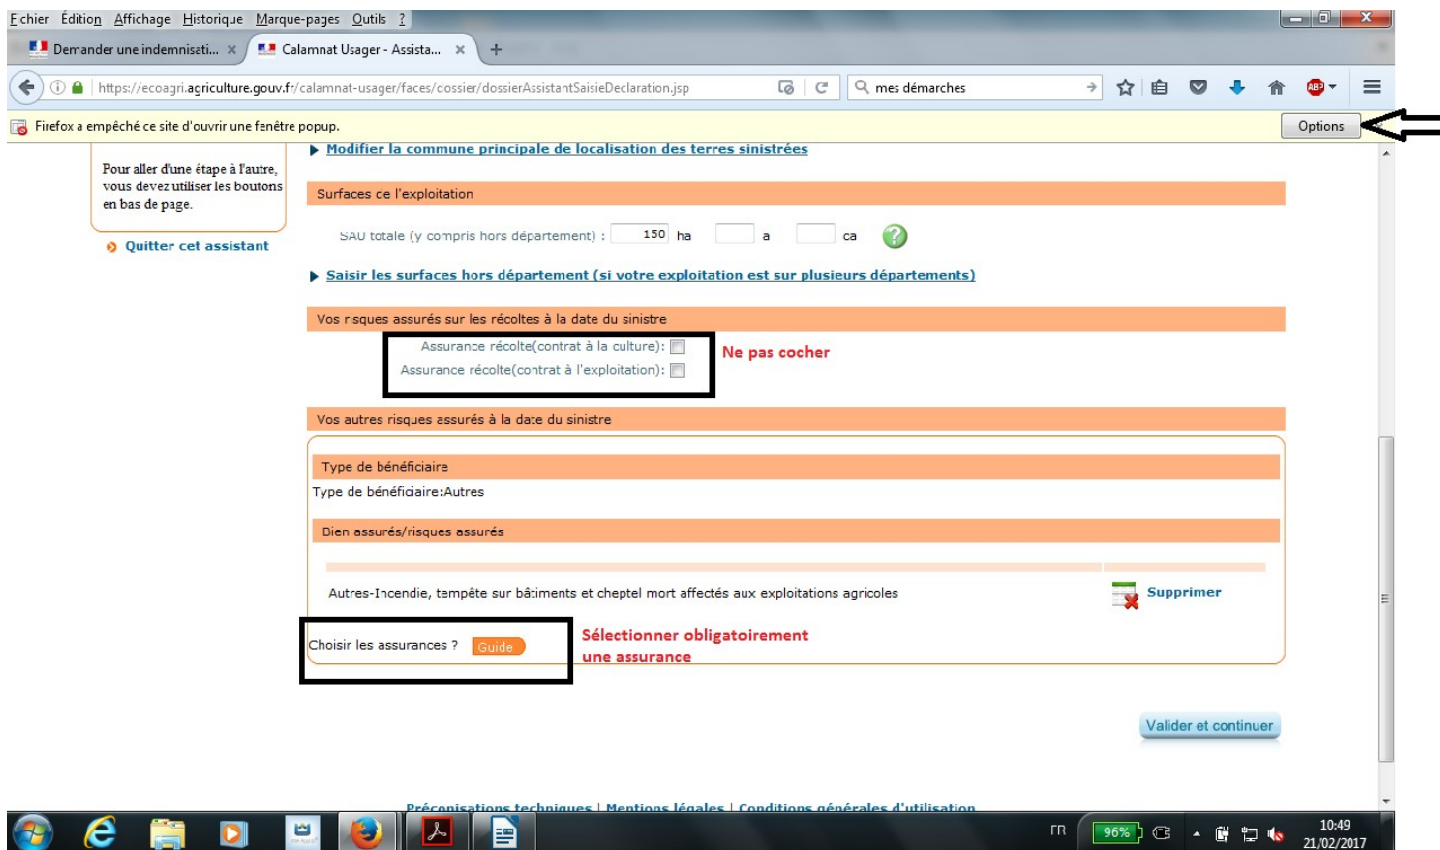 Fichier Édition Affichage Historique Marque-pages Outils ?
Demander une indemnisati... × Calamnat Usager - Assista... × +
https://ecoagri.agriculture.gouv.fr/calamnat-usager/faces/dossier/dossierAssistantSaisieDeclaration.jsp mes démarches ABP
Firefox a empêché ce site d'ouvrir une fenêtre popup. Options
Modifier la commune principale de localisation des terres sinistrées
Pour aller d'une étape à l'autre,
vous devez utiliser les boutons
en bas de page.
Quitter cet assistant
Surfaces de l'exploitation
SAU totale (y compris hors département) : 150 ha a ca ?
Saisir les surfaces hors département (si votre exploitation est sur plusieurs départements)
Vos risques assurés sur les récoltes à la date du sinistre
Assurance récolte(contrat à la culture):
Ne pas cocher
Assurance récolte(contrat à l'exploitation):
Vos autres risques assurés à la date du sinistre
Type de bénéficiaire
Type de bénéficiaire:Autres
Bien assurés/risques assurés
Autres-Incendie, tempête sur bâtiments et cheptel mort affectés aux exploitations agricoles Supprimer
Choisir les assurances ? Guide
Sélectionner obligatoirement
une assurance
Valider et continuer
Préconisations techniques | Mentions légales | Conditions générales d'utilisation
FR 96% 10:49
21/02/2017